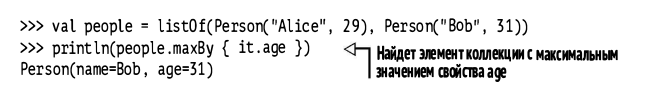 >>> val people = listOf(Person("Alice", 29), Person("Bob", 31))
>>> println(people.maxBy { it.age })
Найдет элемент коллекции с максимальным
Person(name=Bob, age=31)
значением свойства age